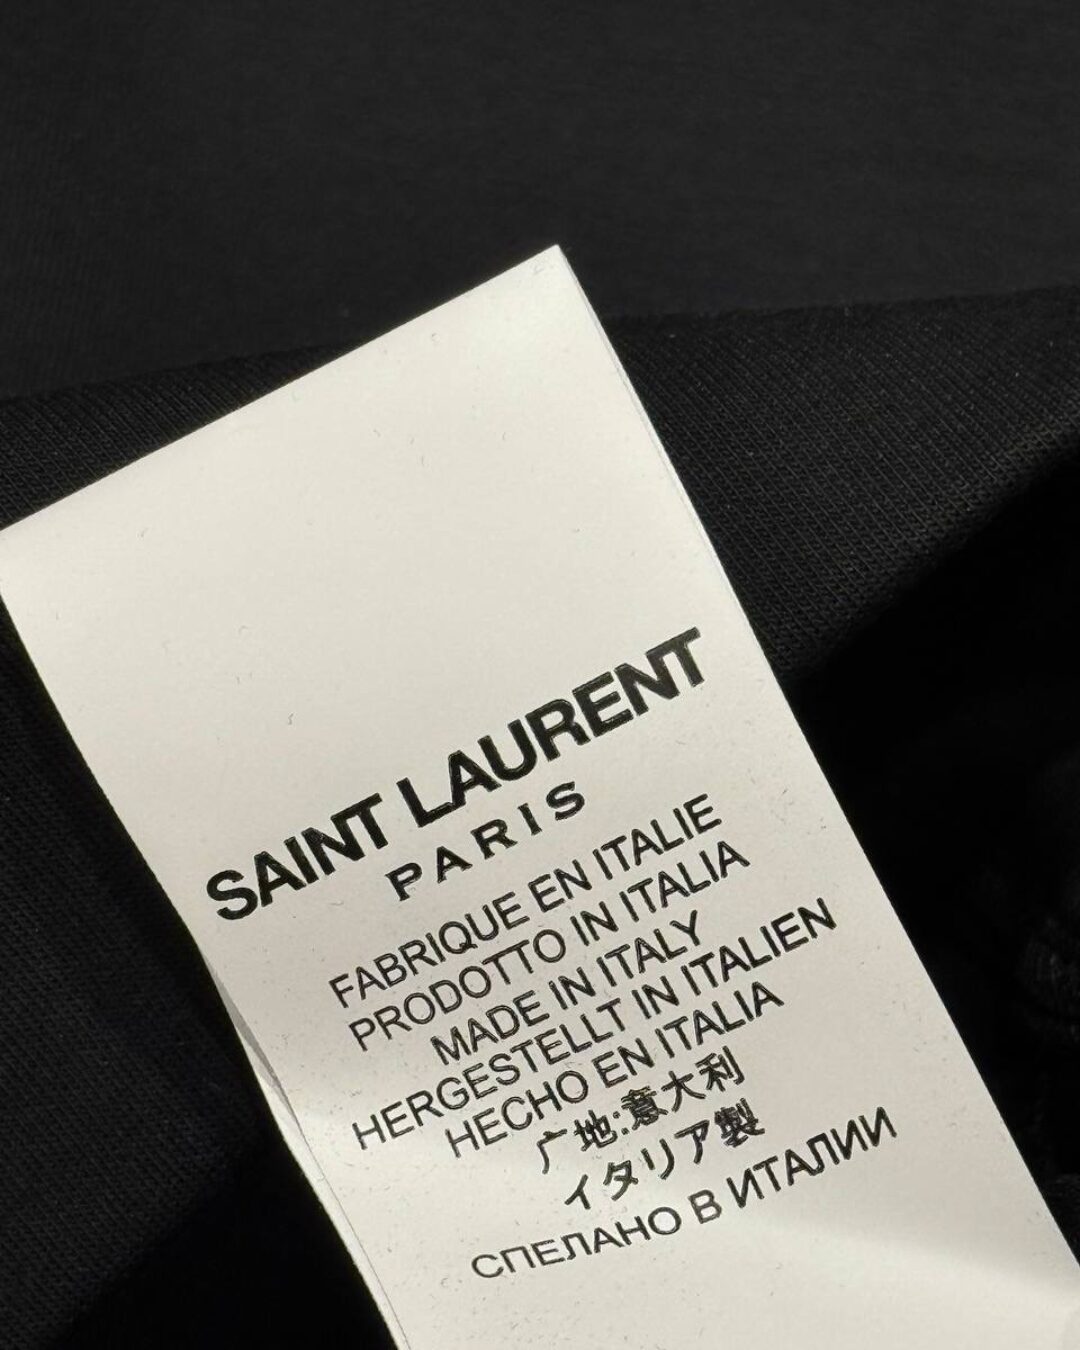 SAINT LAURENT
PARIS
FABRIQUE EN ITALIE
PRODOTTO IN ITALIA
MADE IN ITALY
HERGESTELLT IN ITALIEN
HECHO EN ITALIA
广地:意大利
イタリア製
СПЕЛАНО В ИТАЛИИ